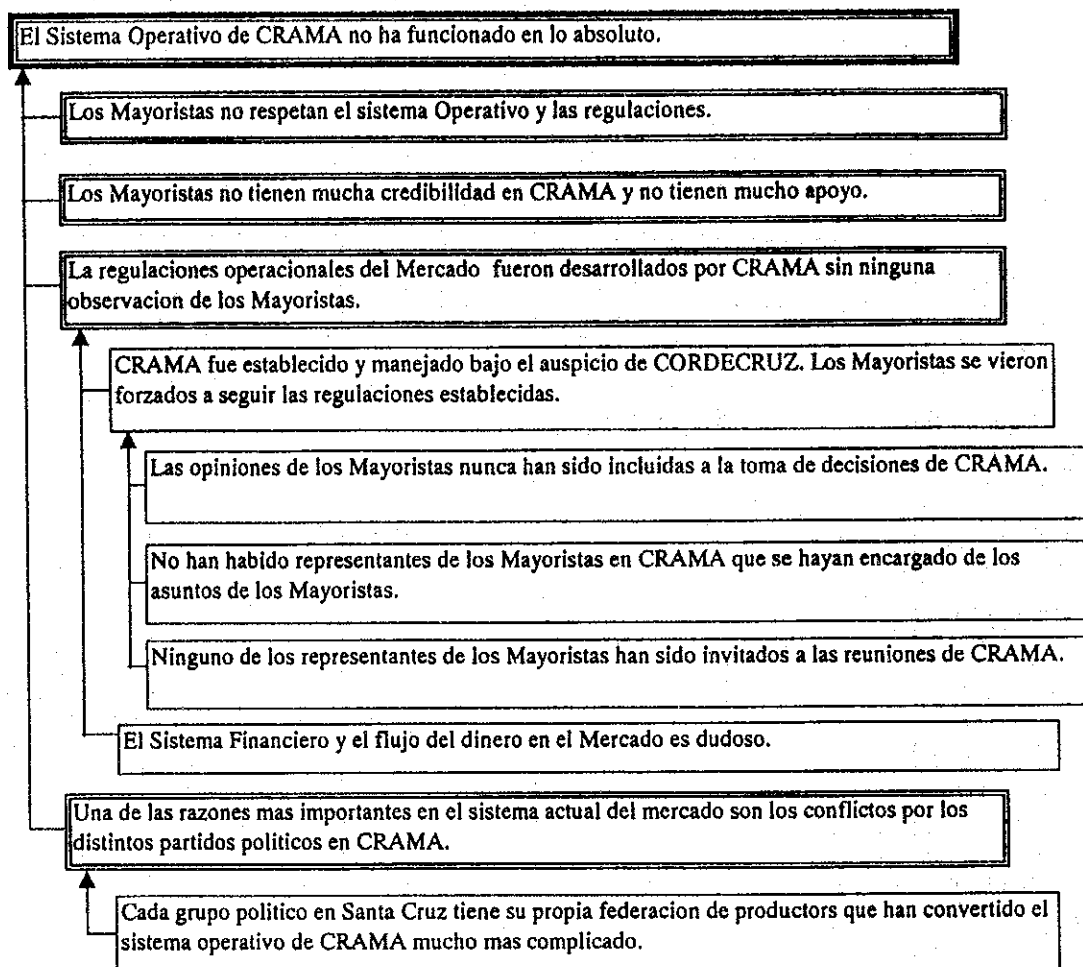 El Sistema Operativo de CRAMA no ha funcionado en lo absoluto.
Los Mayoristas no respetan el sistema Operativo y las regulaciones.
Los Mayoristas no tienen mucha credibilidad en CRAMA y no tienen mucho apoyo.
La regulaciones operacionales del Mercado fueron desarrollados por CRAMA sin ninguna
observacion de los Mayoristas.
CRAMA fue establecido y manejado bajo el auspicio de CORDECRUZ. Los Mayoristas se vieron
forzados a seguir las regulaciones establecidas.
Las opiniones de los Mayoristas nunca han sido incluidas a la toma de decisiones de CRAMA.
No han habido representantes de los Mayoristas en CRAMA que se hayan encargado de los
asuntos de los Mayoristas.
Ninguno de los representantes de los Mayoristas han sido invitados a las reuniones de CRAMA.
El Sistema Financiero y el flujo del dinero en el Mercado es dudoso.
Una de las razones mas importantes en el sistema actual del mercado son los conflictos por los
distintos partidos politicos en CRAMA.
Cada grupo politico en Santa Cruz tiene su propia federacion de productors que han convertido el
sistema operativo de CRAMA mucho mas complicado.